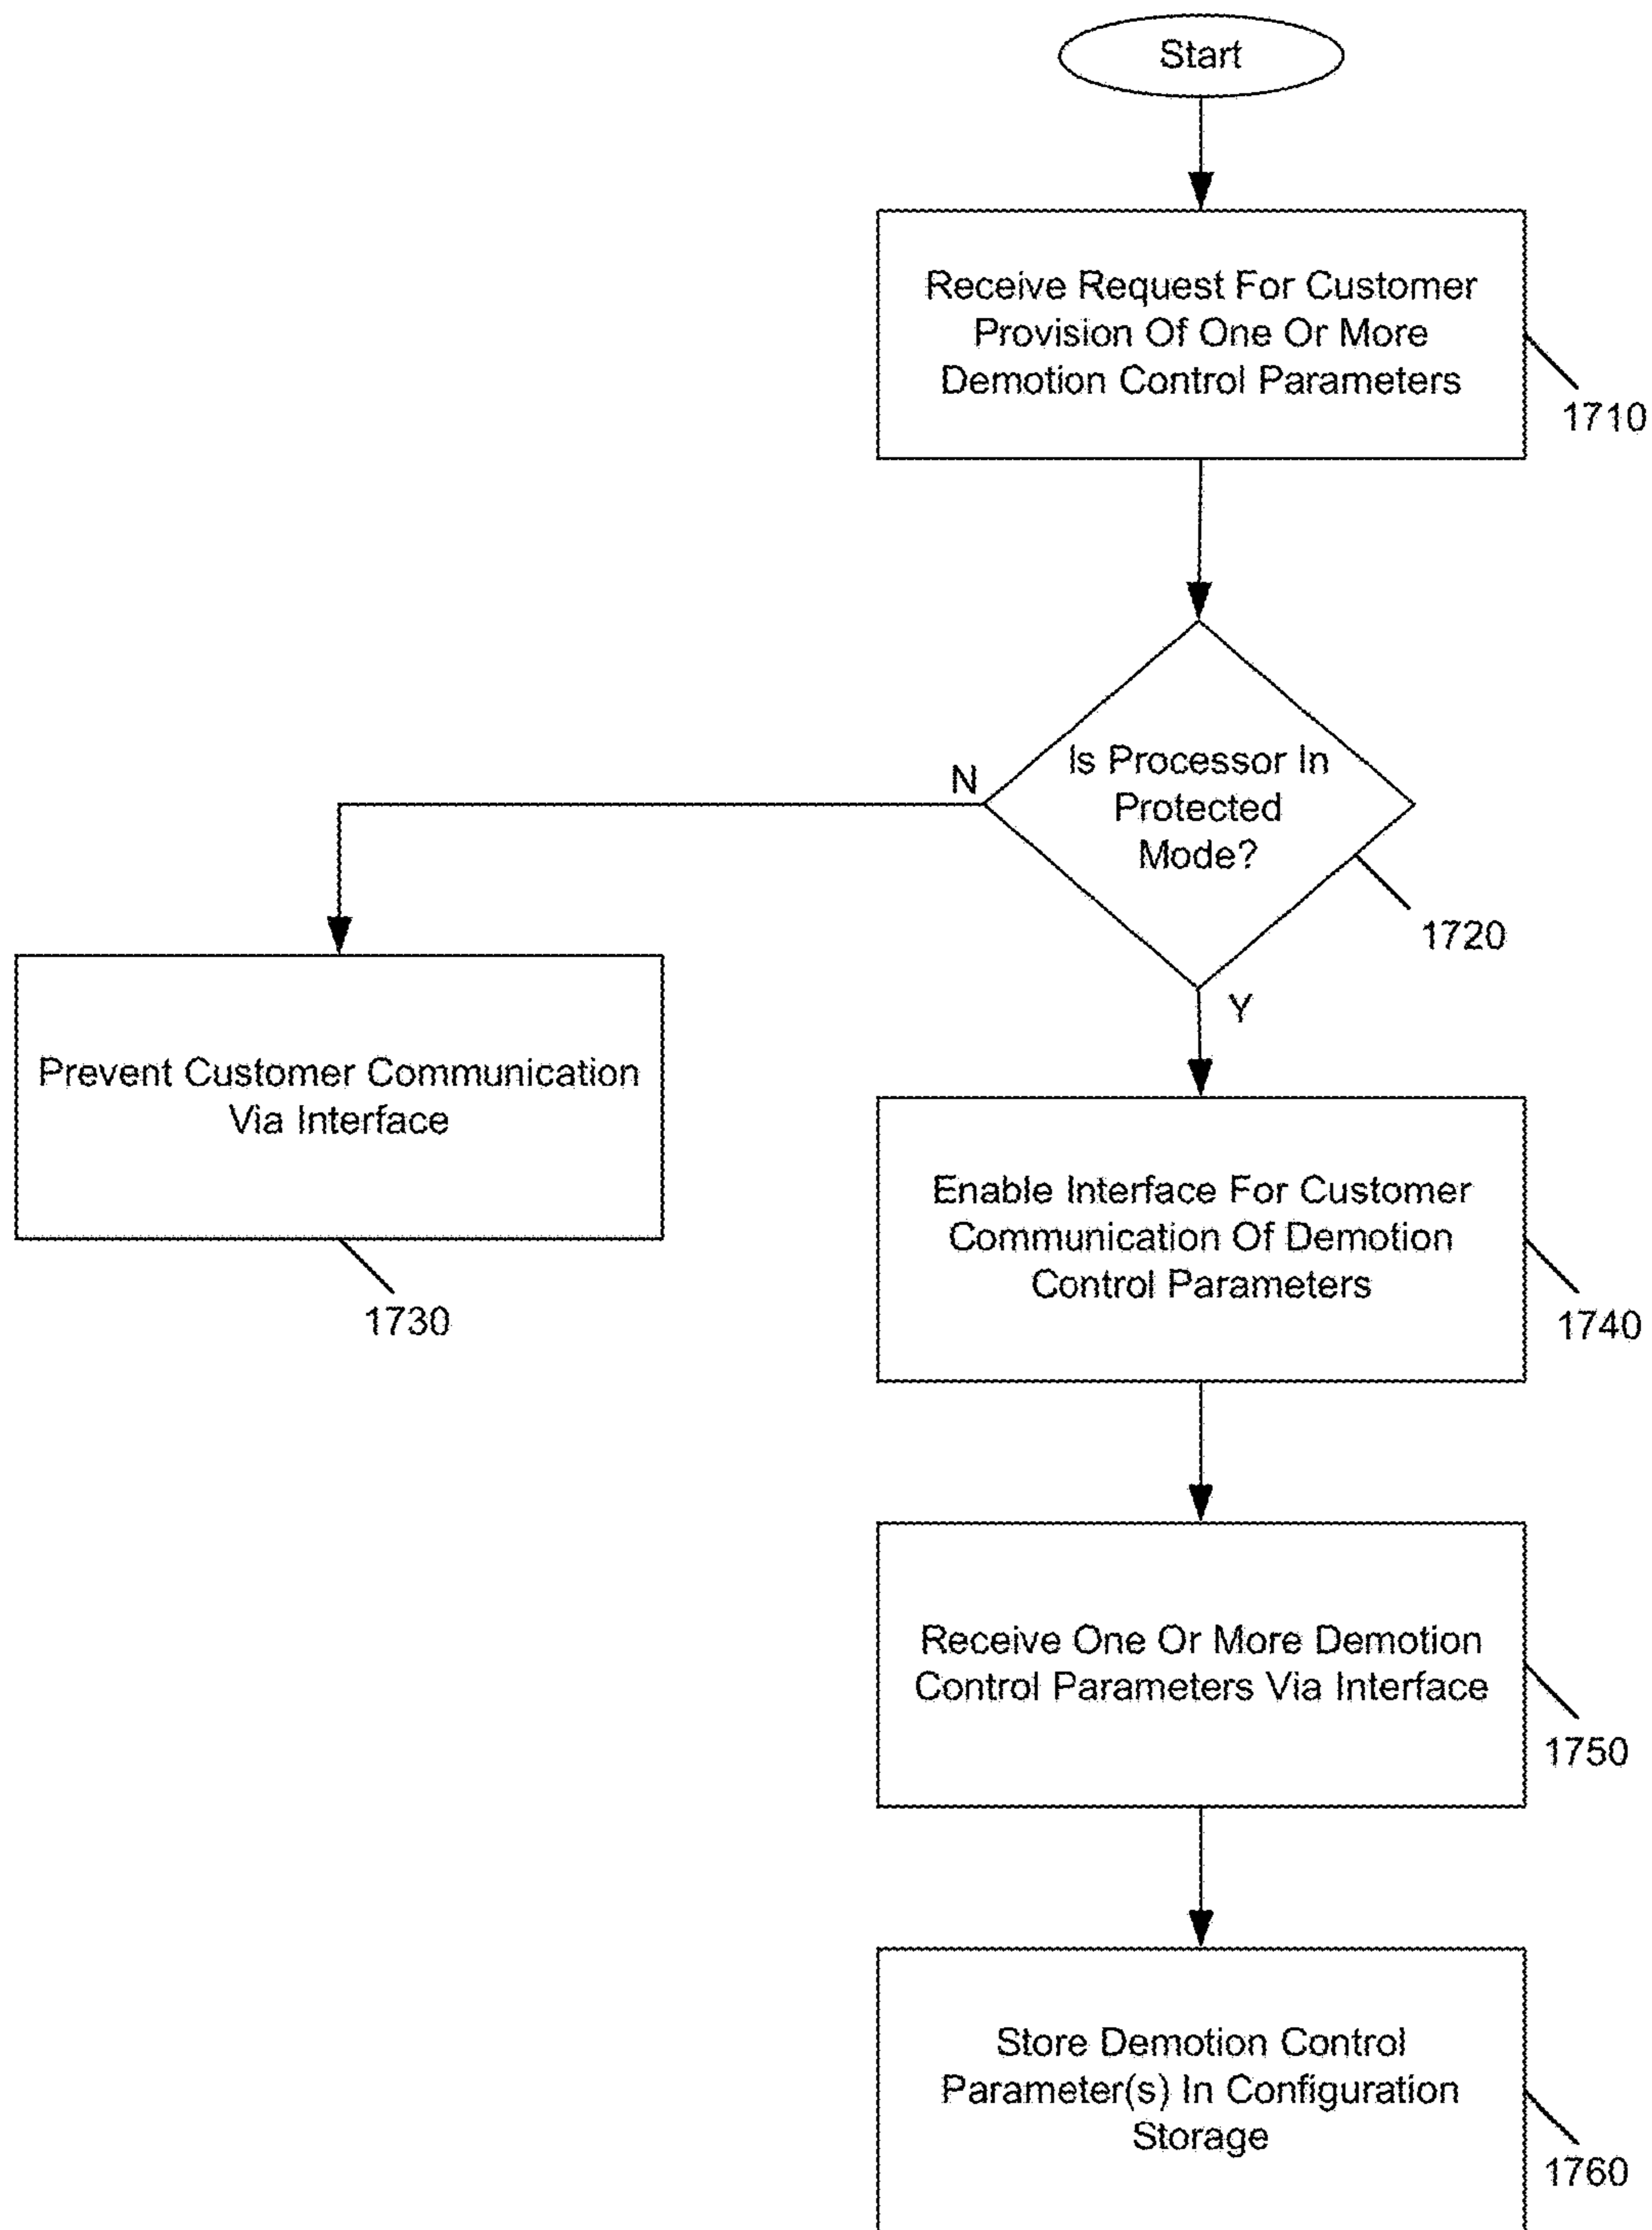 Start
Receive Request For Customer
Provision Of One Or More
Demotion Control Parameters
1710
Is Processor In
Protected
Mode?
1720
N
Y
Prevent Customer Communication
Via Interface
1730
Enable Interface For Customer
Communication Of Demotion
Control Parameters
1740
Receive One Or More Demotion
Control Parameters Via Interface
1750
Store Demotion Control
Parameter(s) In Configuration
Storage
1760